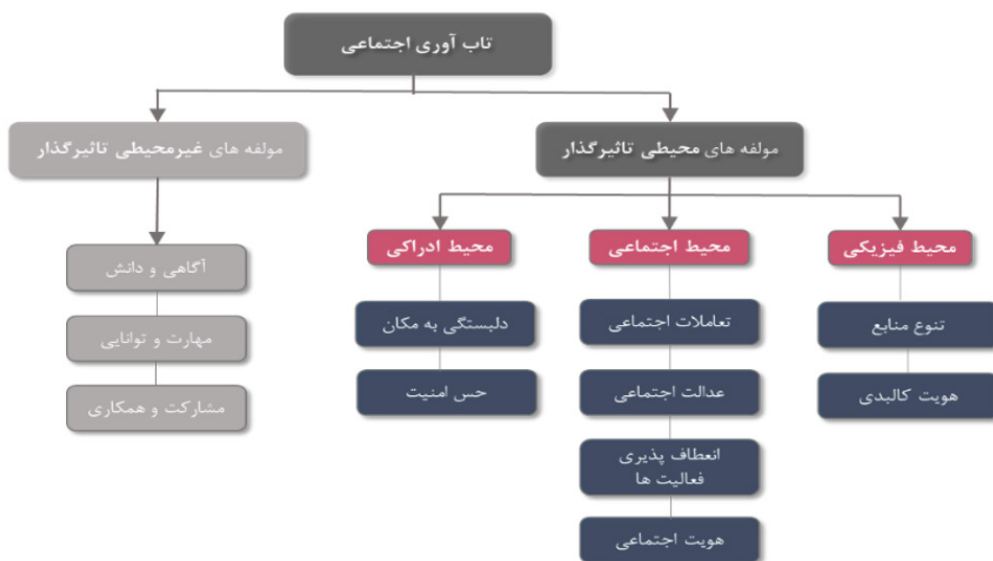 تاب آوری اجتماعی
مولفه های محیطی تاثیرگذار
مولفه های غیرمحیطی تاثیرگذار
محیط فیزیکی
محیط اجتماعی
محیط ادراکی
تنوع منابع
هویت کالبدی
تعاملات اجتماعی
عدالت اجتماعی
انعطاف پذیری
فعالیت ها
هویت اجتماعی
دلبستگی به مکان
حس امنیت
آگاهی و دانش
مهارت و توانایی
مشارکت و همکاری